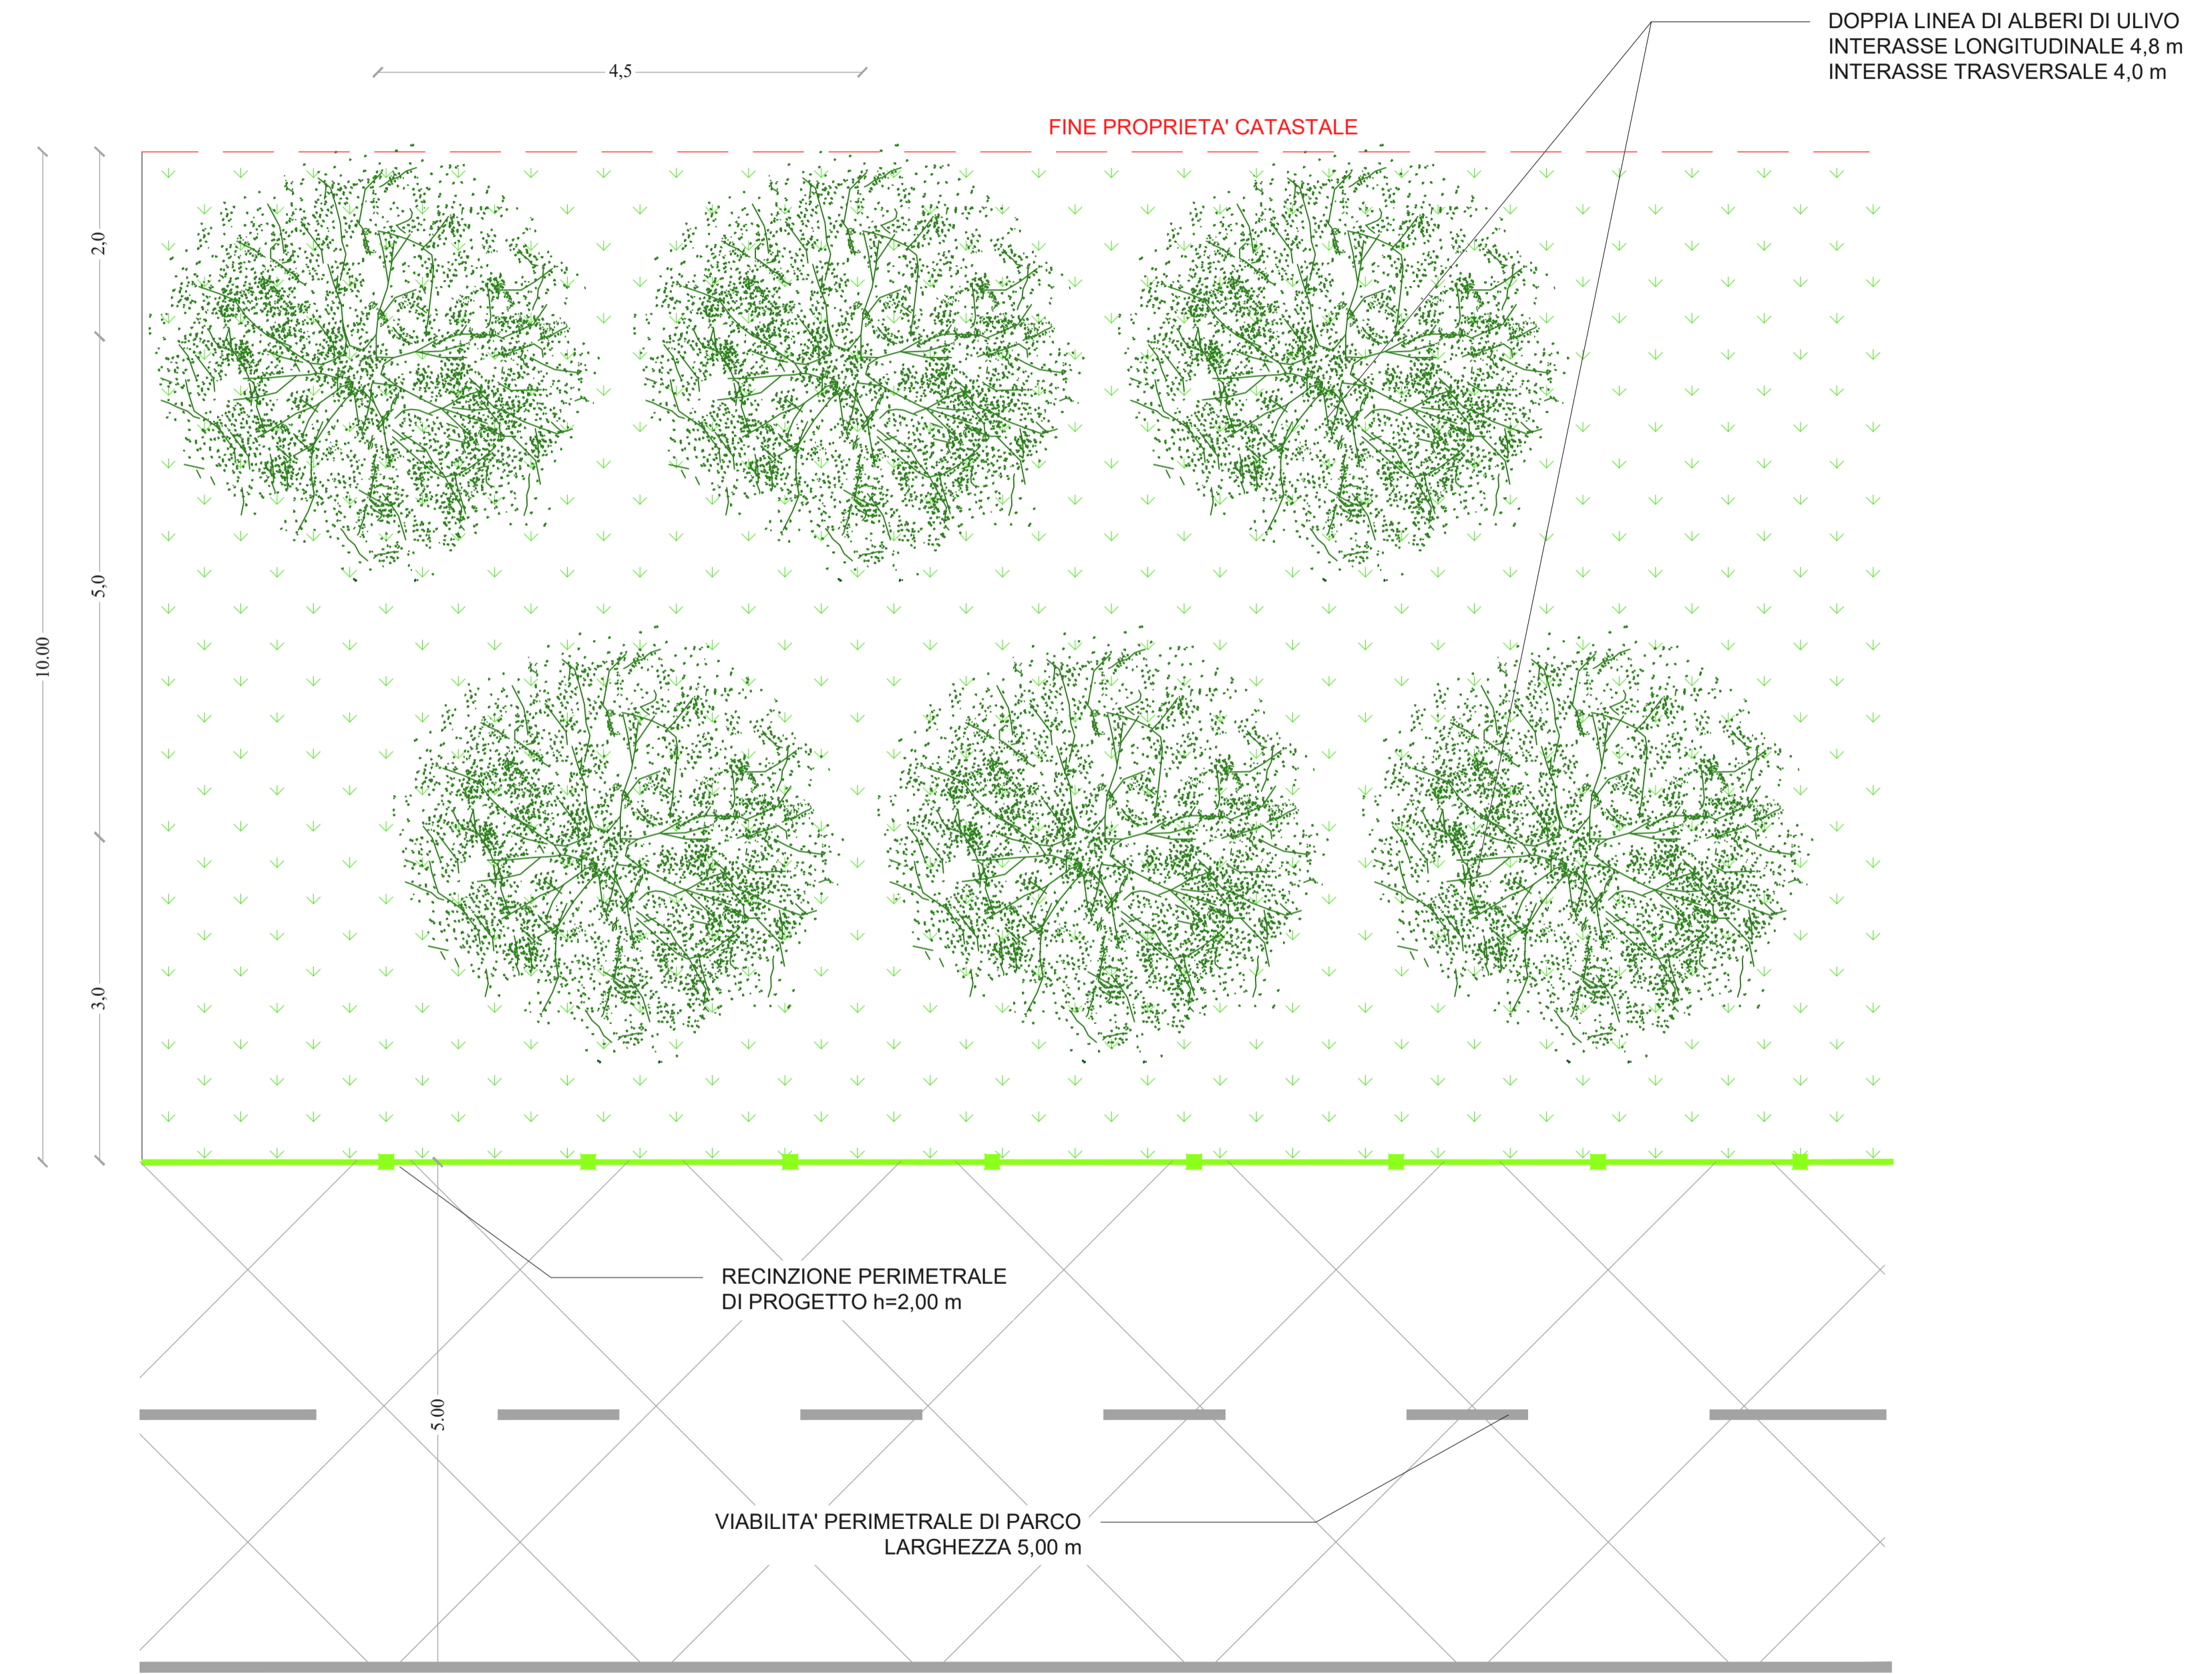 DOPPIA LINEA DI ALBERI DI ULIVO
INTERASSE LONGITUDINALE 4,8 m
INTERASSE TRASVERSALE 4,0 m
4,5
FINE PROPRIETA' CATASTALE
2,0
5,0
10.00
3,0
RECINZIONE PERIMETRALE
DI PROGETTO h=2,00 m
5.00
VIABILITA' PERIMETRALE DI PARCO
LARGHEZZA 5,00 m